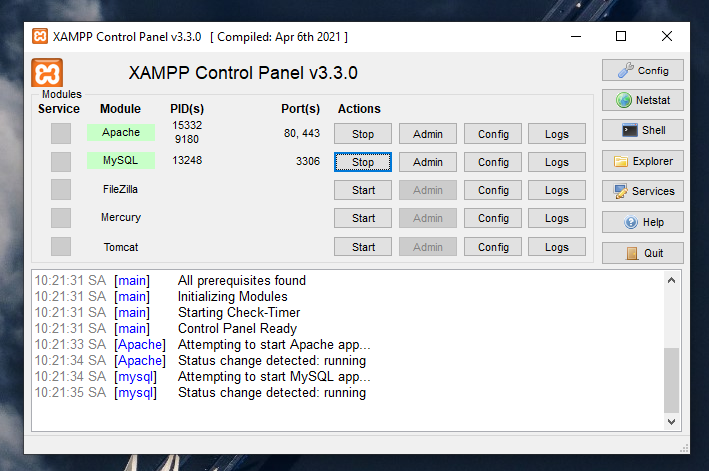 XAMPP Control Panel v3.3.0 [ Compiled: Apr 6th 2021 ]
XAMPP Control Panel v3.3.0
Config
Modules
Service Module PID(s) Port(s) Actions
Netstat
Apache 15332 9180 80, 443 Stop Admin Config Logs
Shell
MySQL 13248 3306 Stop Admin Config Logs
Explorer
FileZilla Start Admin Config Logs
Services
Mercury Start Admin Config Logs
Help
Tomcat Start Admin Config Logs
Quit
10:21:31 SA [main] All prerequisites found
10:21:31 SA [main] Initializing Modules
10:21:31 SA [main] Starting Check-Timer
10:21:31 SA [main] Control Panel Ready
10:21:33 SA [Apache] Attempting to start Apache app...
10:21:34 SA [Apache] Status change detected: running
10:21:34 SA [mysql] Attempting to start MySQL app...
10:21:35 SA [mysql] Status change detected: running